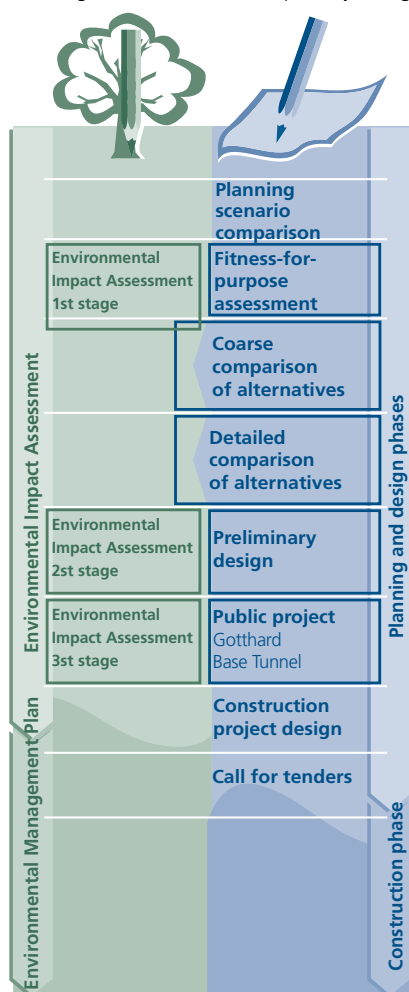 Planning
scenario
comparison
Environmental
Impact Assessment
1st stage
Fitness-for-
purpose
assessment
Coarse
comparison
of alternatives
Detailed
comparison
of alternatives
Environmental
Impact Assessment
2st stage
Preliminary
design
Environmental
Impact Assessment
3st stage
Public project
Gotthard
Base Tunnel
Construction
project design
Call for tenders
Environmental Impact Assessment
Environmental Management Plan
Planning and design phases
Construction phase